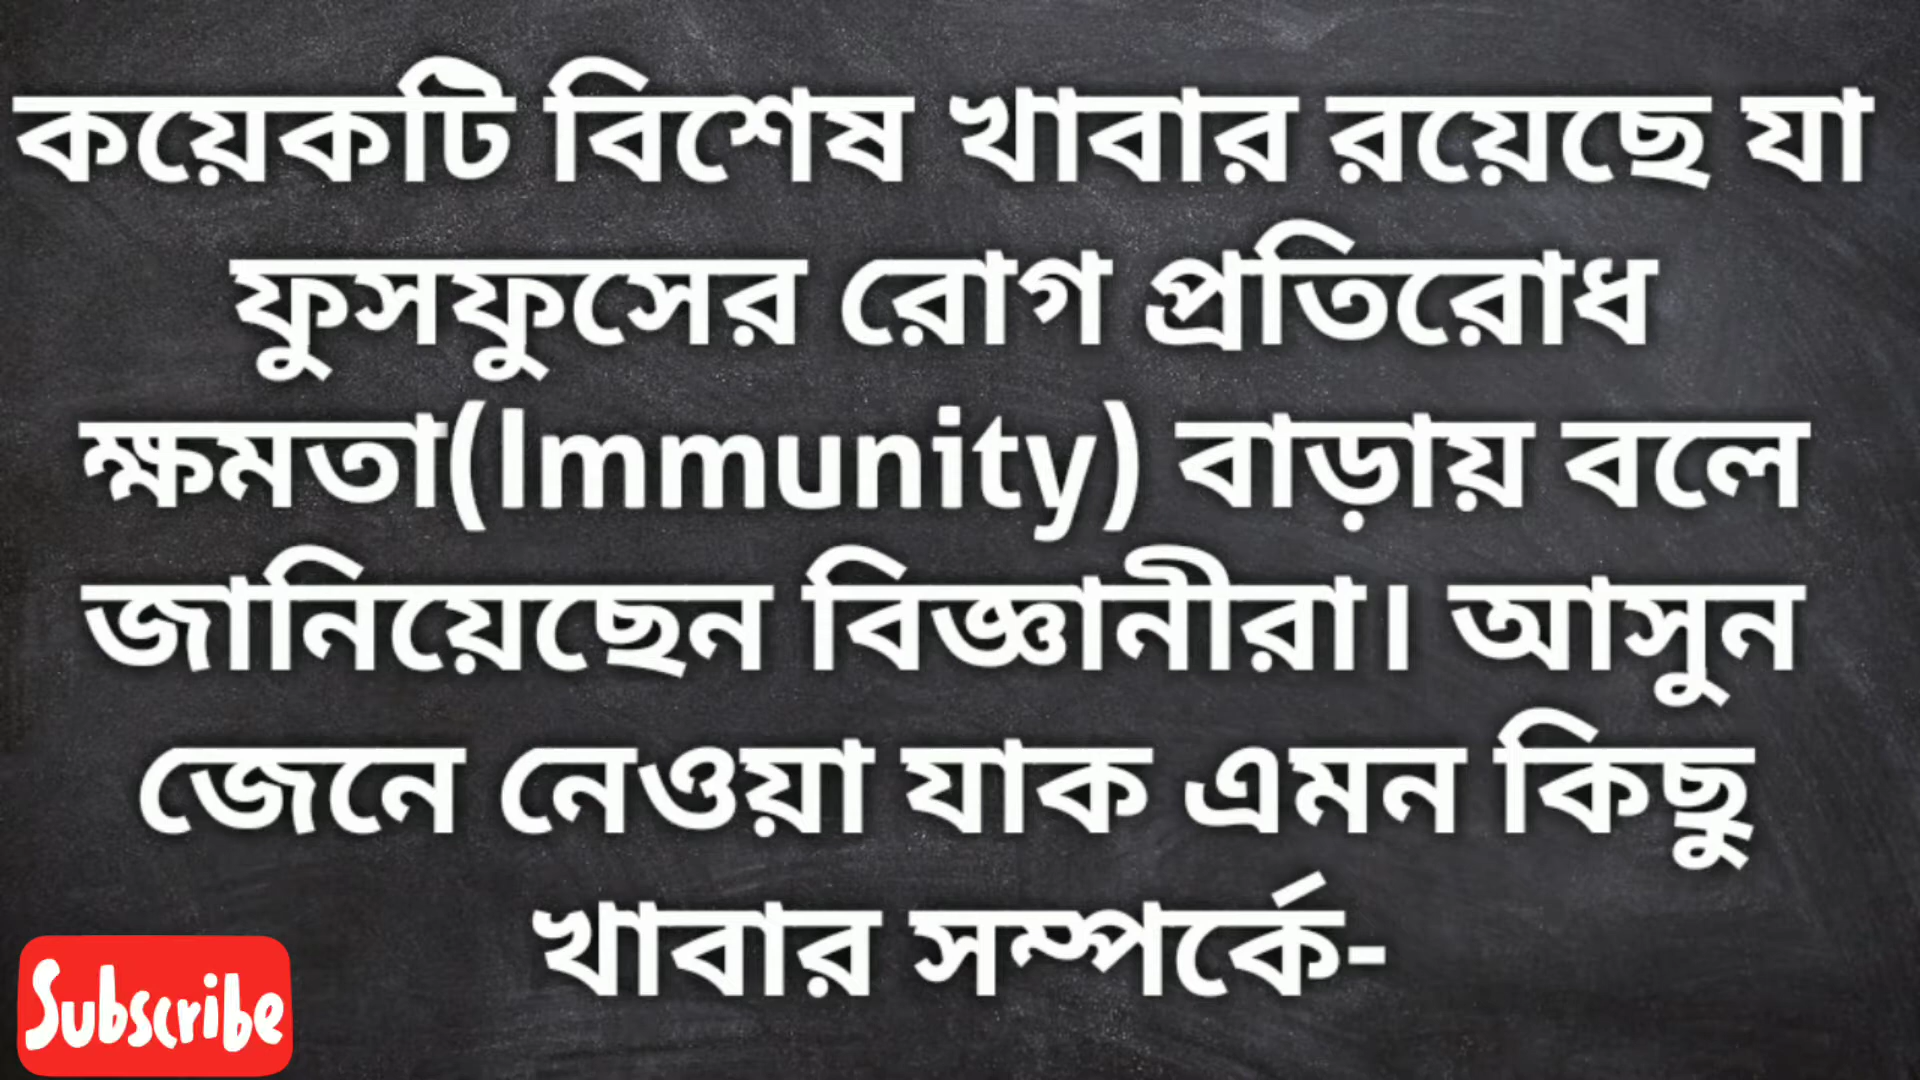 কয়েকটি বিশেষ খাবার রয়েছে যা
ফুসফুসের রোগ প্রতিরোধ
ক্ষমতা(Immunity) বাড়ায় বলে
জানিয়েছেন বিজ্ঞানীরা। আসুন
জেনে নেওয়া যাক এমন কিছু
খাবার সম্পর্কে-
Subscribe